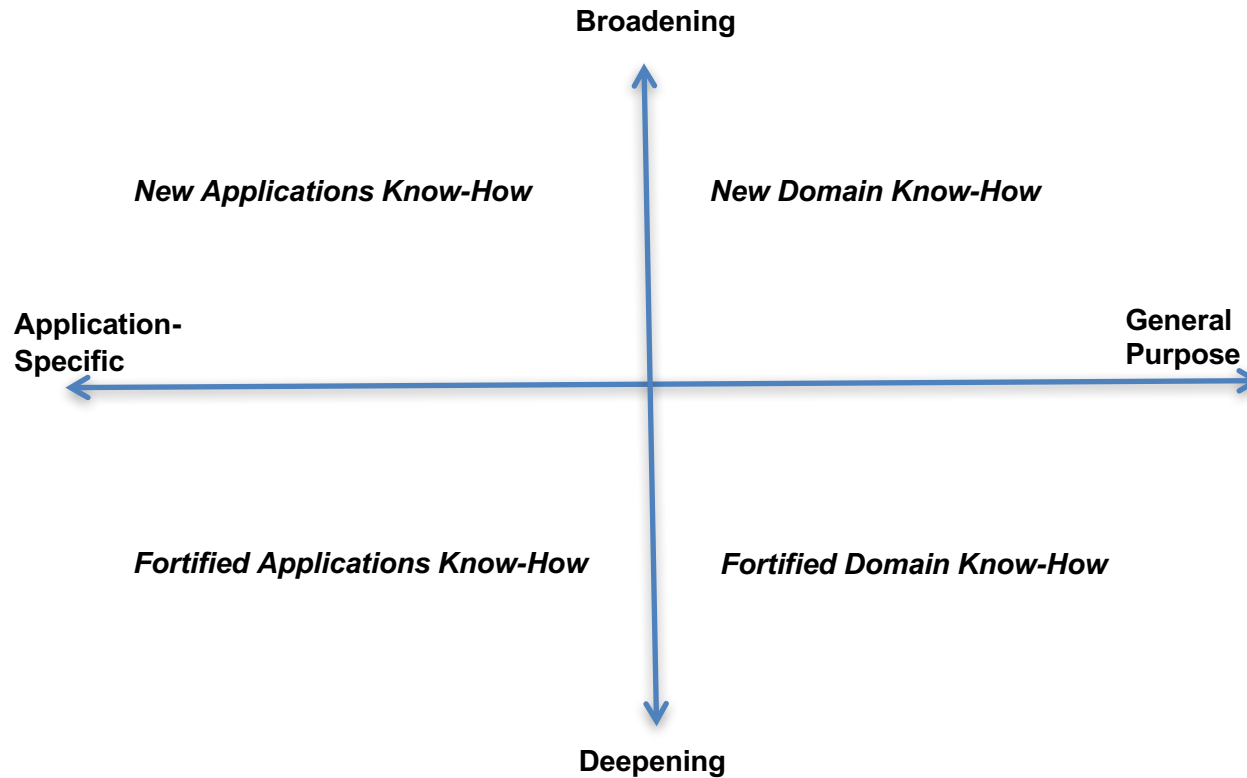 Broadening
New Applications Know-How
New Domain Know-How
Application-
Specific
General
Purpose
Fortified Applications Know-How
Fortified Domain Know-How
Deepening